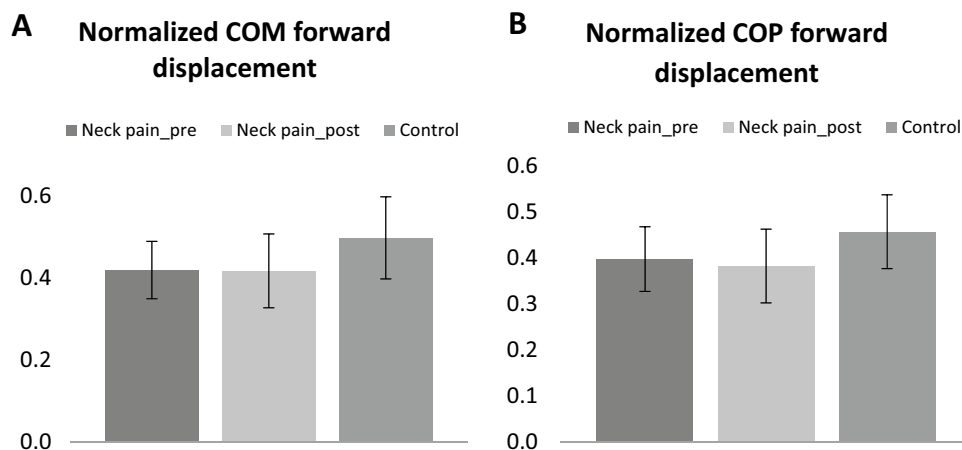 A
Normalized COM forward
displacement
Neck pain_pre Neck pain_post Control
0.6
0.4
0.2
0.0
B
Normalized COP forward
displacement
Neck pain_pre Neck pain_post Control
0.6
0.5
0.4
0.3
0.2
0.1
0.0